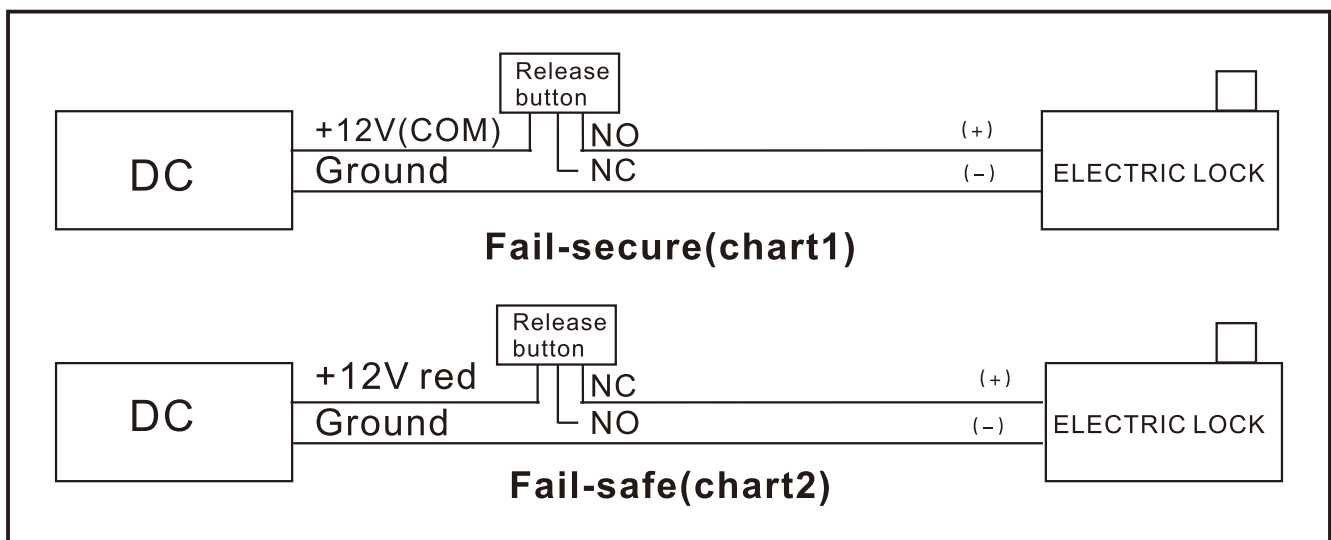 Release
button
+12V(COM)
NO
(+)
DC
Ground
NC
(–)
ELECTRIC LOCK
Fail-secure(chart1)
Release
button
+12V red
NC
(+)
DC
Ground
NO
(–)
ELECTRIC LOCK
Fail-safe(chart2)